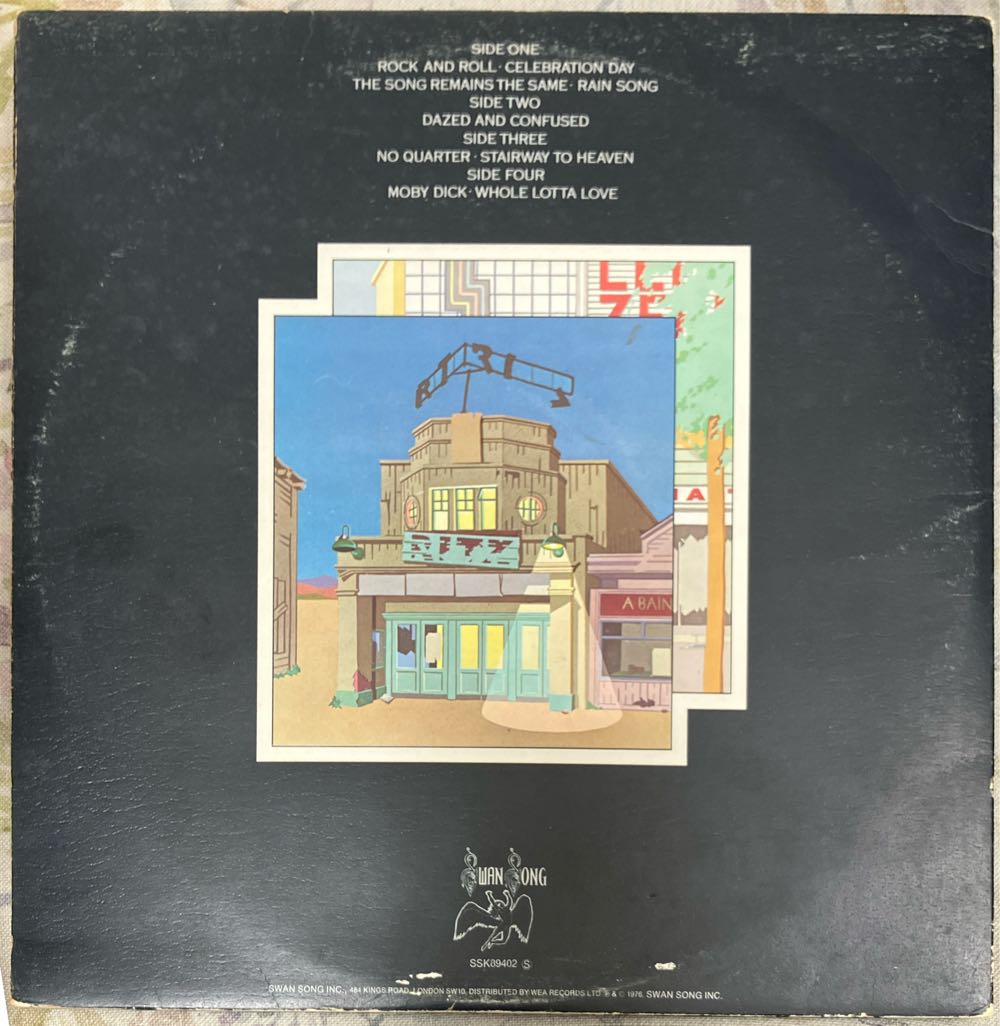 SIDE ONE
ROCK AND ROLL · CELEBRATION DAY
THE SONG REMAINS THE SAME · RAIN SONG
SIDE TWO
DAZED AND CONFUSED
SIDE THREE
NO QUARTER · STAIRWAY TO HEAVEN
SIDE FOUR
MOBY DICK · WHOLE LOTTA LOVE
RITZ
A BAIN
SWAN SONG
SSK89402 Ⓢ
SWAN SONG INC., 484 KINGS ROAD, LONDON SW10. DISTRIBUTED BY WEA RECORDS LTD. ℗ & © 1976. SWAN SONG INC.